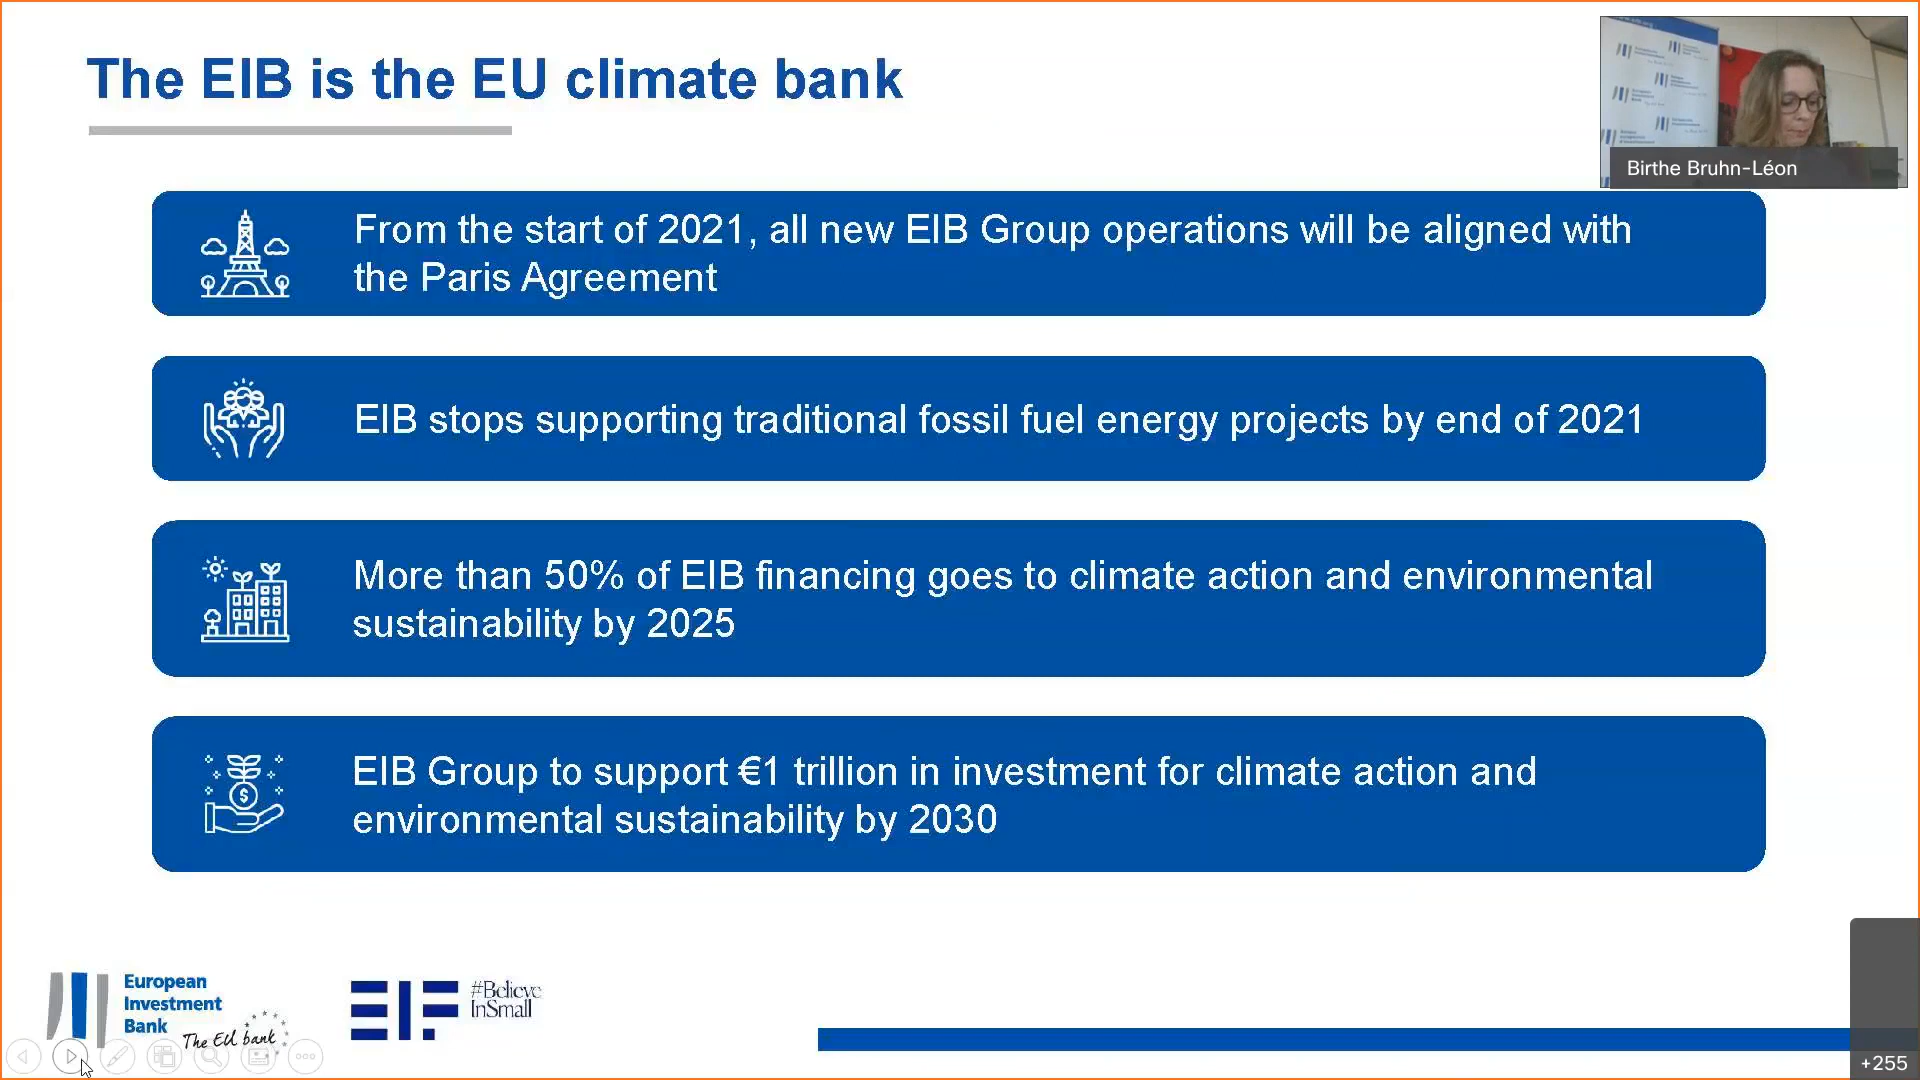 The EIB is the EU climate bank
Birthe Bruhn-Léon
From the start of 2021, all new EIB Group operations will be aligned with
the Paris Agreement
EIB stops supporting traditional fossil fuel energy projects by end of 2021
More than 50% of EIB financing goes to climate action and environmental
sustainability by 2025
EIB Group to support €1 trillion in investment for climate action and
environmental sustainability by 2030
European
Investment
Bank
The EU bank
EIF
#Believe
InSmall
+255